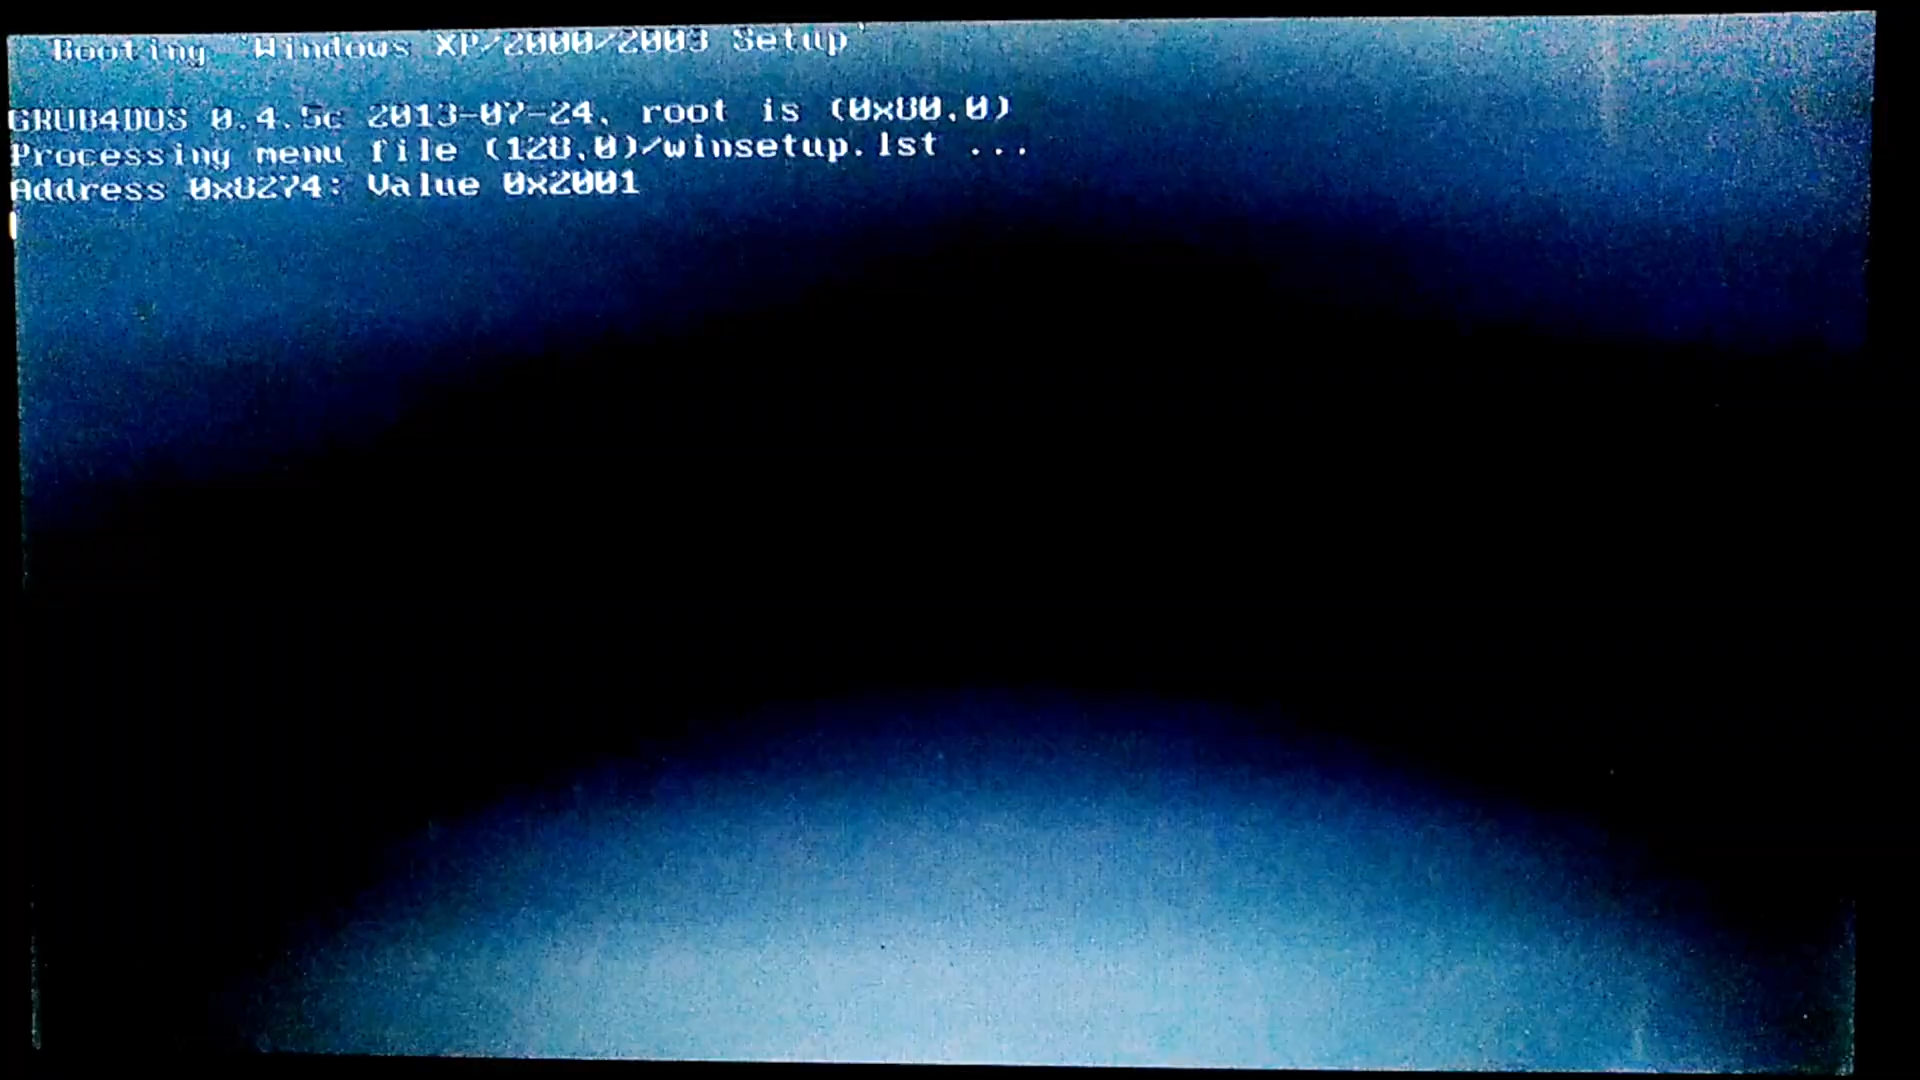 Booting 'Windows XP/2000/2003 Setup'
GRUB4DOS 0.4.5c 2013-07-24, root is (0x80,0)
Processing menu file (128,0)/winsetup.lst ...
Address 0x8274: Value 0x2001